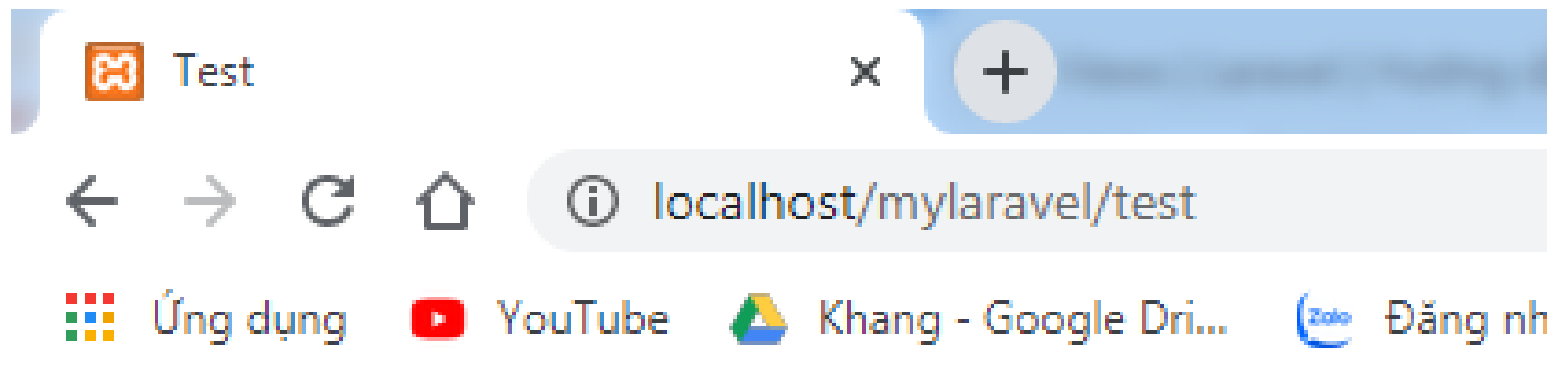 Test
localhost/mylaravel/test
Ứng dụng YouTube Khang - Google Dri... Zalo Đăng nh